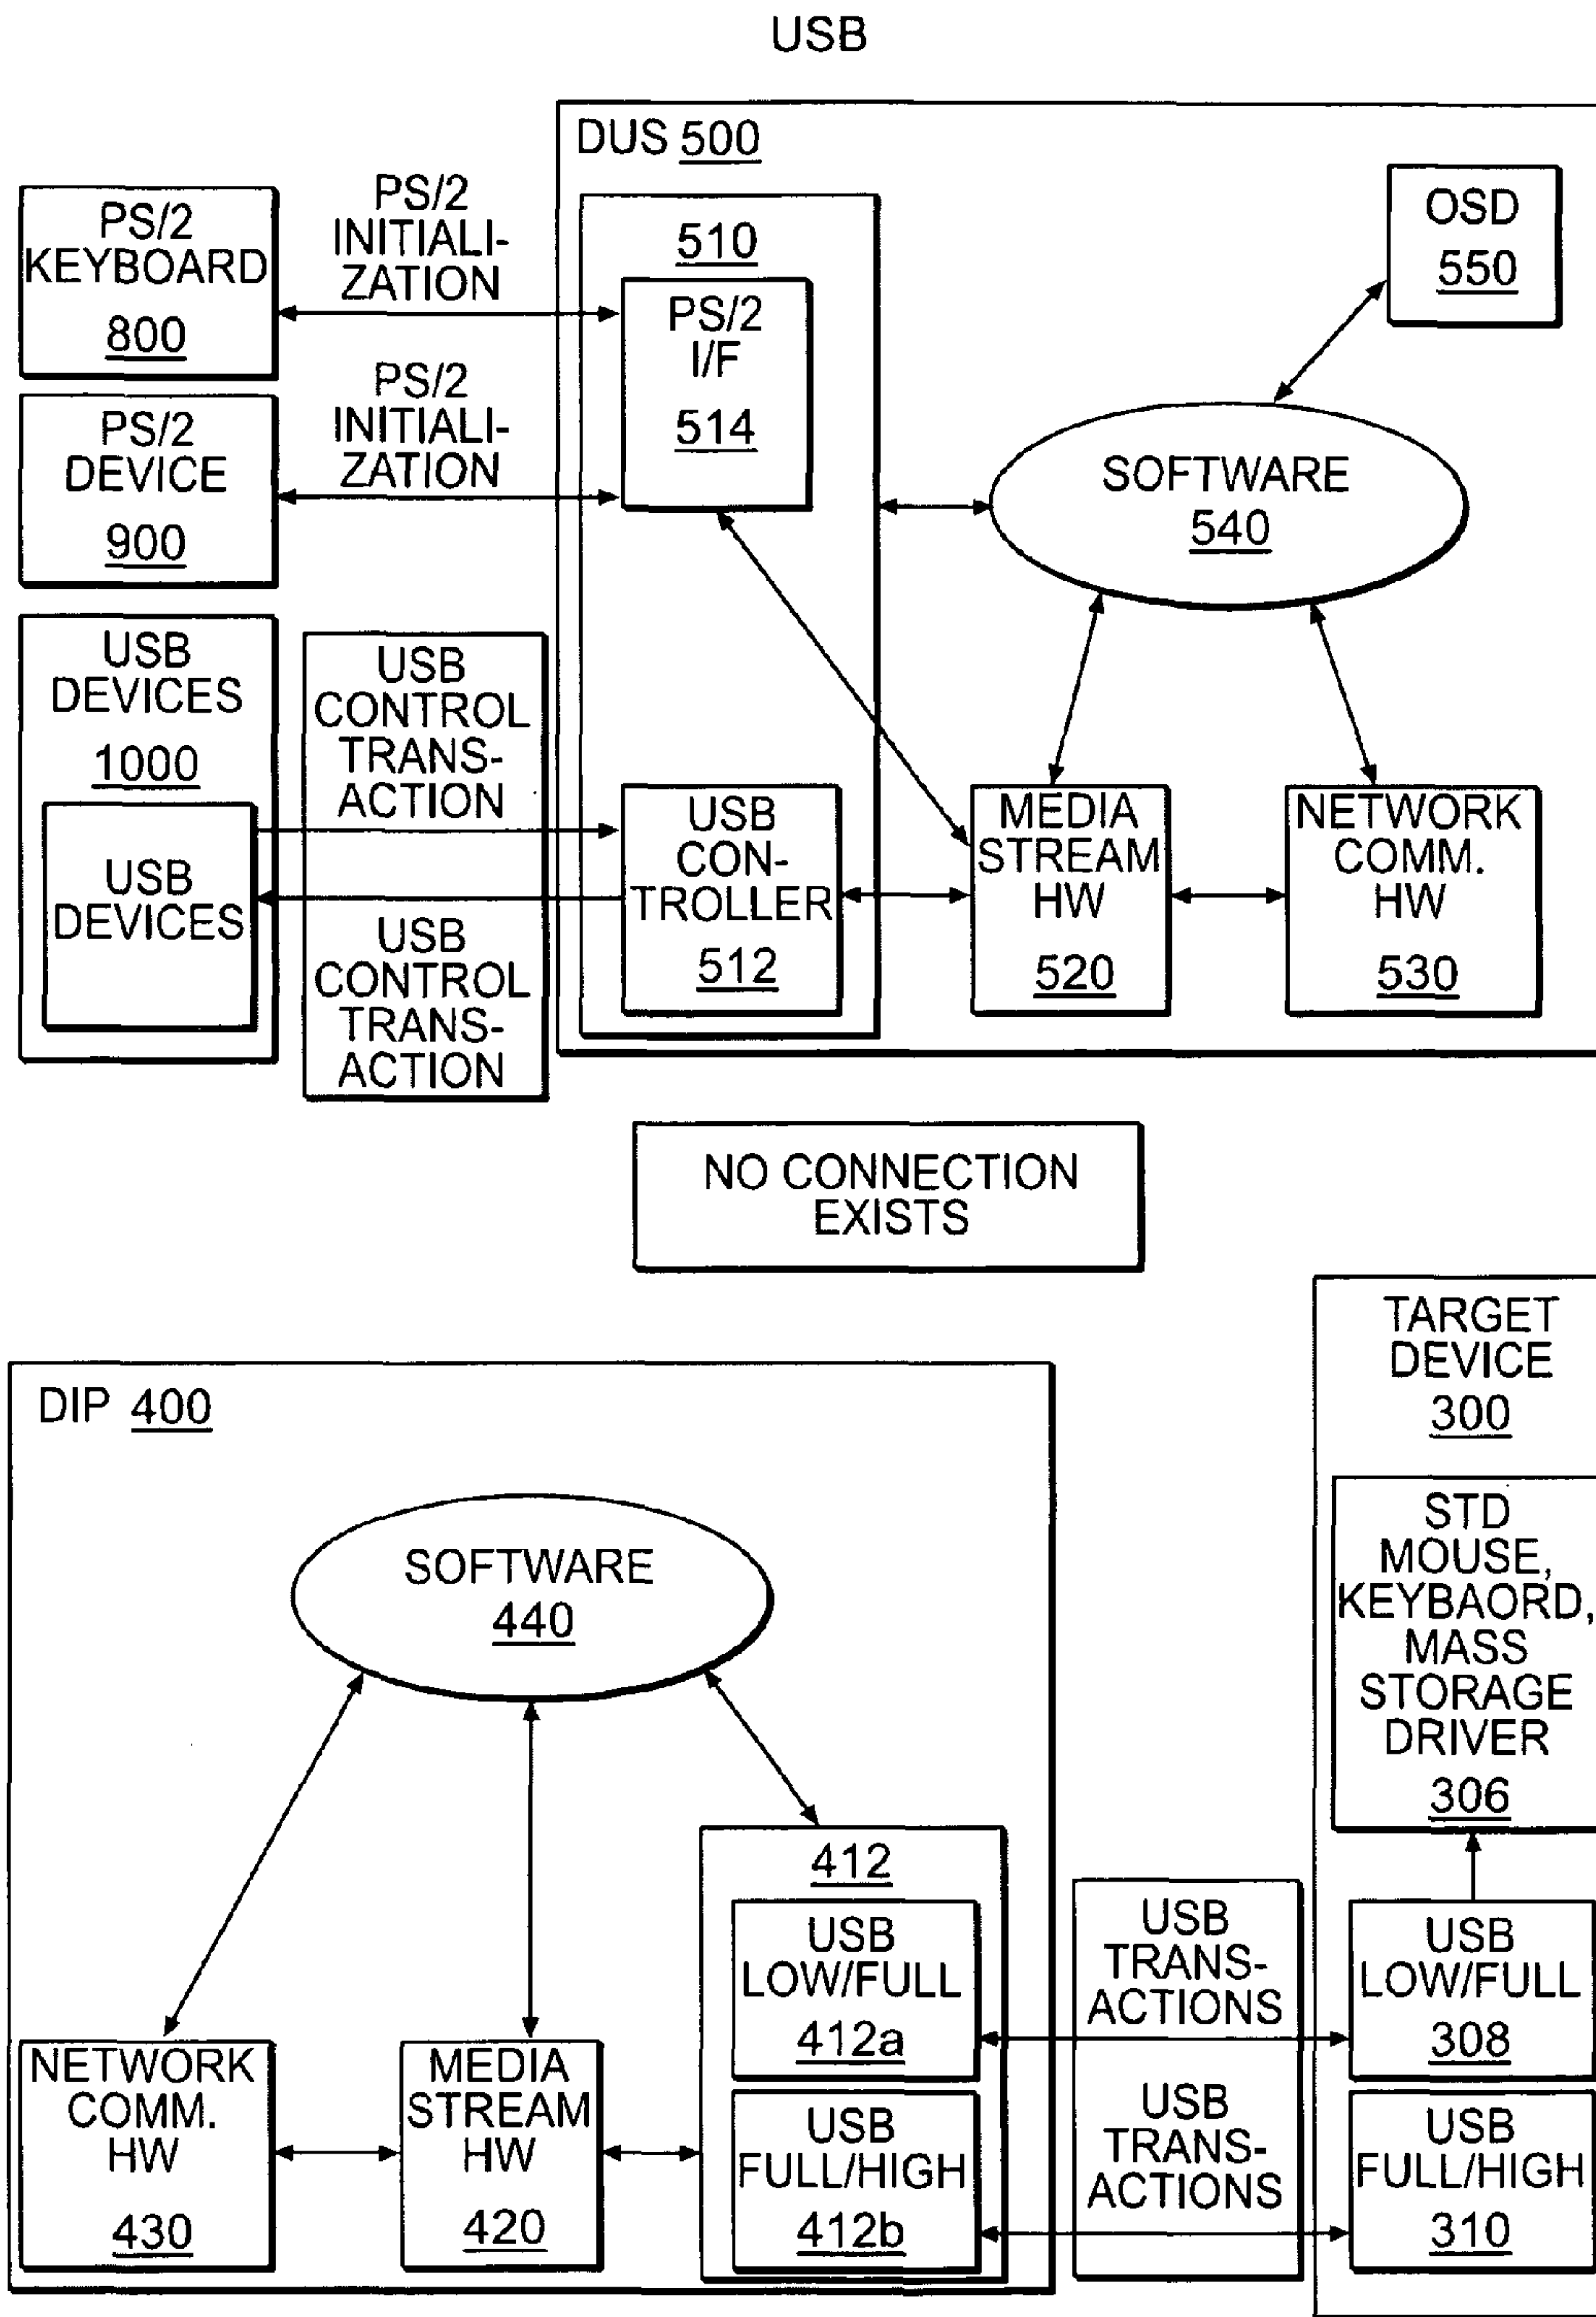 USB
DUS 500
PS/2
KEYBOARD
800
PS/2
INITIALI-
ZATION
510
PS/2
I/F
514
OSD
550
PS/2
DEVICE
900
PS/2
INITIALI-
ZATION
SOFTWARE
540
USB
DEVICES
1000
USB
DEVICES
USB
CONTROL
TRANS-
ACTION
USB
CONTROL
TRANS-
ACTION
USB
CON-
TROLLER
512
MEDIA
STREAM
HW
520
NETWORK
COMM.
HW
530
NO CONNECTION
EXISTS
DIP 400
SOFTWARE
440
NETWORK
COMM.
HW
430
MEDIA
STREAM
HW
420
412
USB
LOW/FULL
412a
USB
FULL/HIGH
412b
USB
TRANS-
ACTIONS
USB
TRANS-
ACTIONS
TARGET
DEVICE
300
STD
MOUSE,
KEYBAORD,
MASS
STORAGE
DRIVER
306
USB
LOW/FULL
308
USB
FULL/HIGH
310